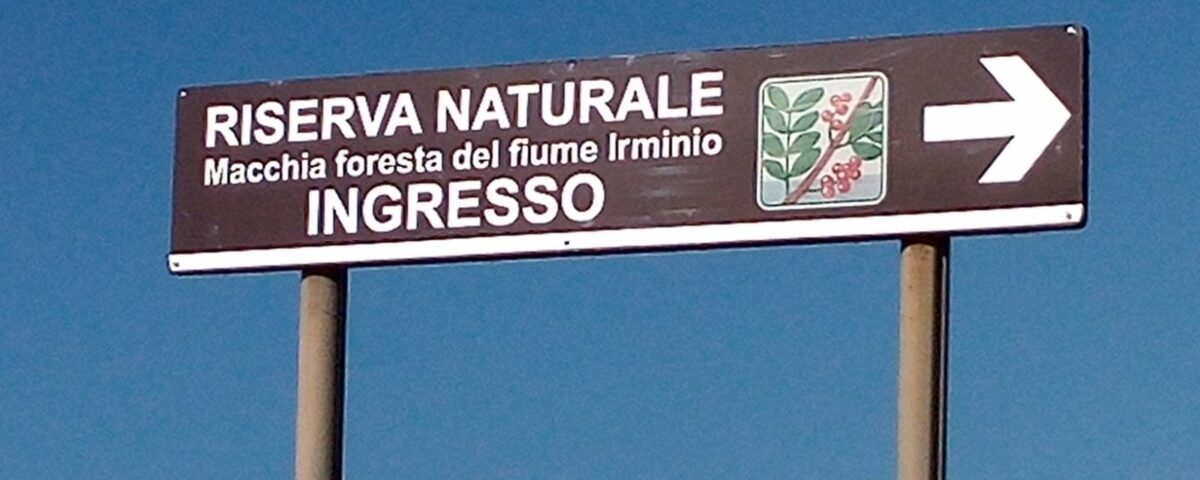 RISERVA NATURALE
Macchia foresta del fiume Irminio
INGRESSO